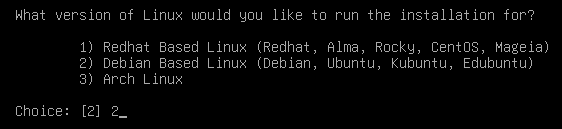 What version of Linux would you like to run the installation for?
1) Redhat Based Linux (Redhat, Alma, Rocky, CentOS, Mageia)
2) Debian Based Linux (Debian, Ubuntu, Kubuntu, Edubuntu)
3) Arch Linux
Choice: [2] 2_